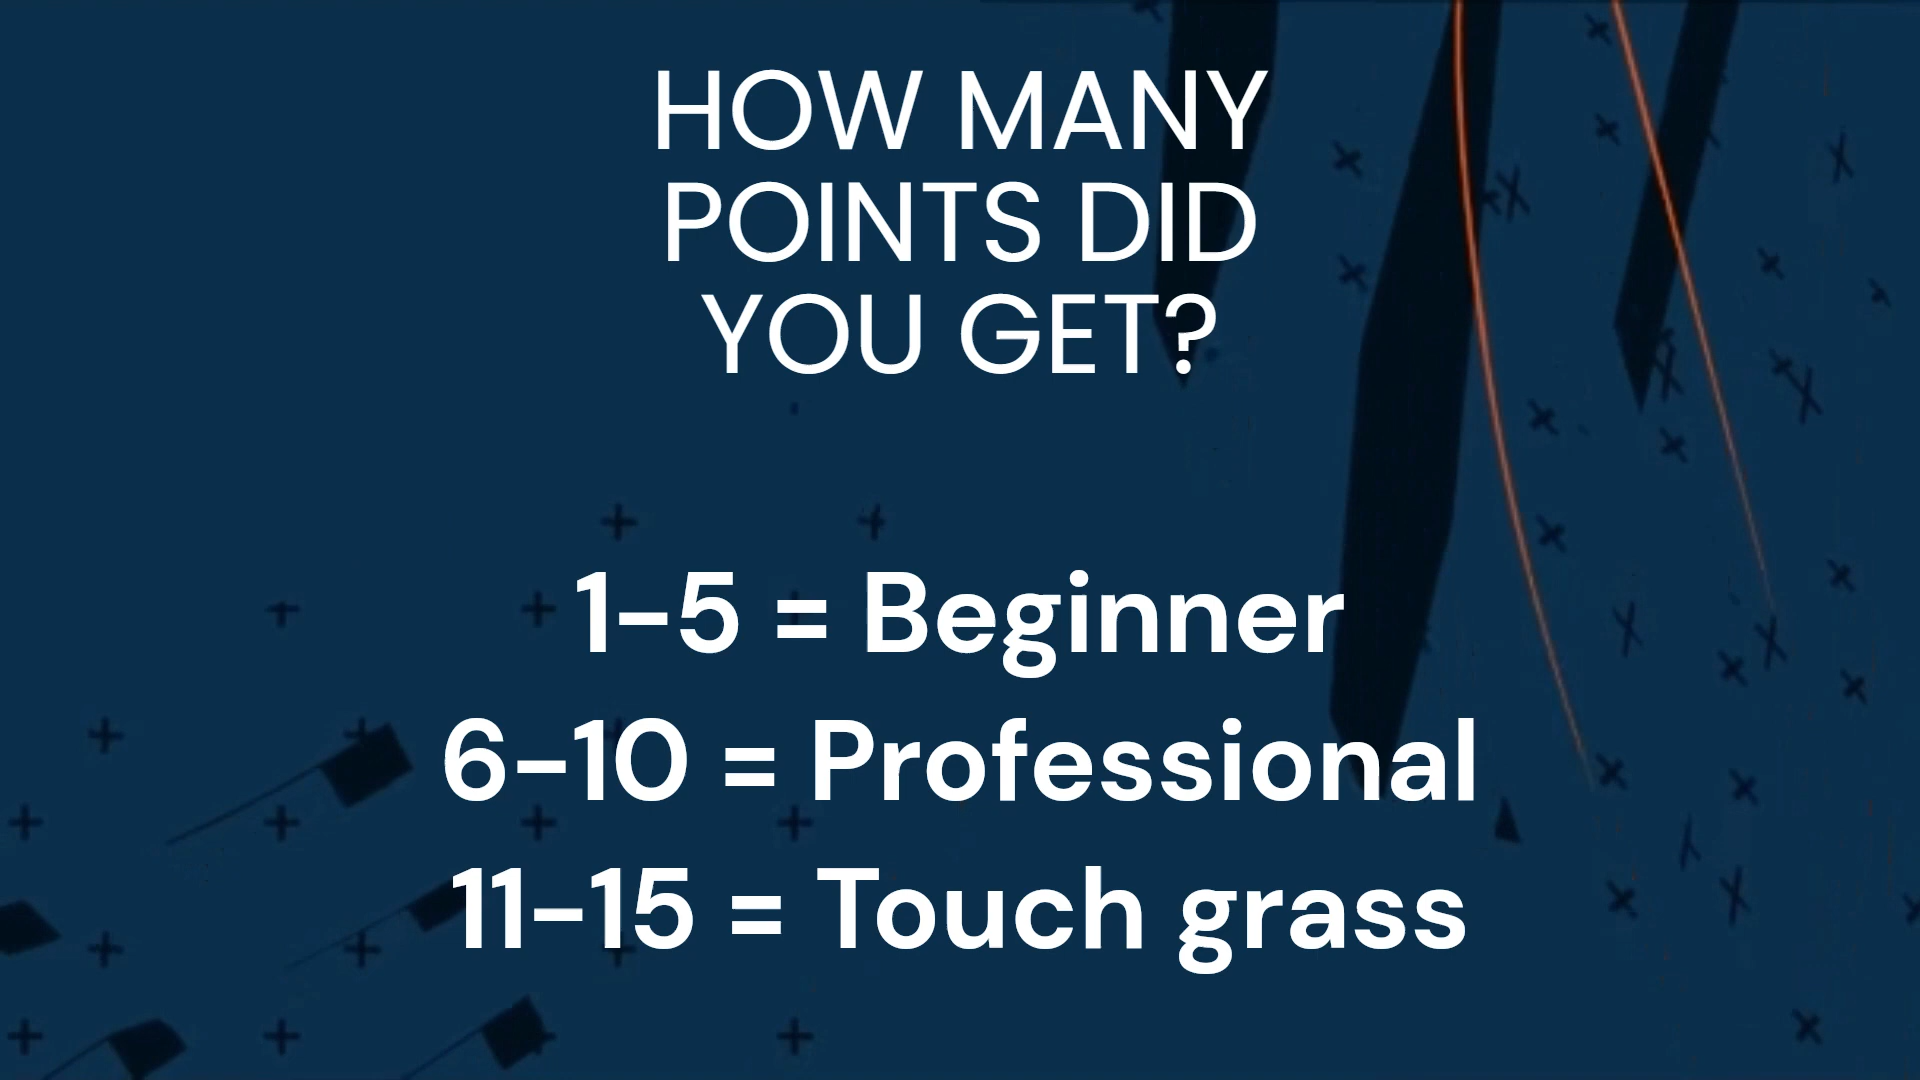 HOW MANY
POINTS DID
YOU GET?
1-5 = Beginner
6-10 = Professional
11-15 = Touch grass